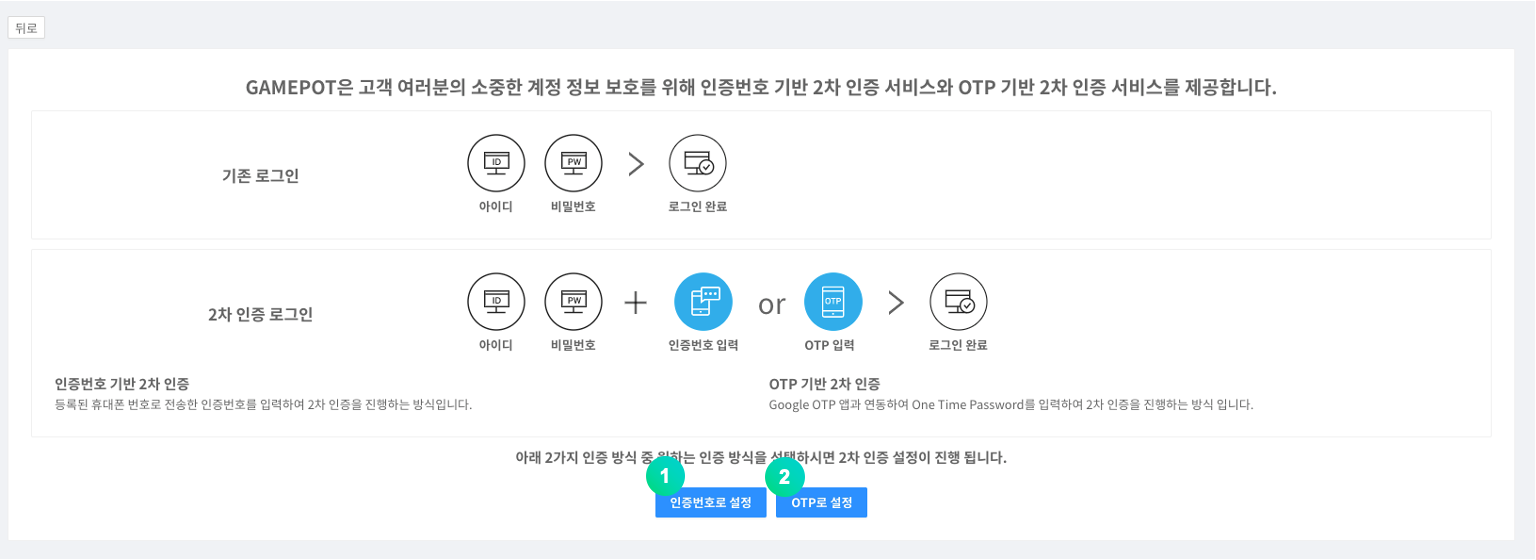 뒤로
GAMEPOT은 고객 여러분의 소중한 계정 정보 보호를 위해 인증번호 기반 2차 인증 서비스와 OTP 기반 2차 인증 서비스를 제공합니다.
기존 로그인
ID PW
아이디 비밀번호 로그인 완료
2차 인증 로그인
ID PW + or OTP
아이디 비밀번호 인증번호 입력 OTP 입력 로그인 완료
인증번호 기반 2차 인증
등록된 휴대폰 번호로 전송한 인증번호를 입력하여 2차 인증을 진행하는 방식입니다.
OTP 기반 2차 인증
Google OTP 앱과 연동하여 One Time Password를 입력하여 2차 인증을 진행하는 방식 입니다.
아래 2가지 인증 방식 중 원하는 인증 방식을 선택하시면 2차 인증 설정이 진행 됩니다.
1 2
인증번호로 설정 OTP로 설정